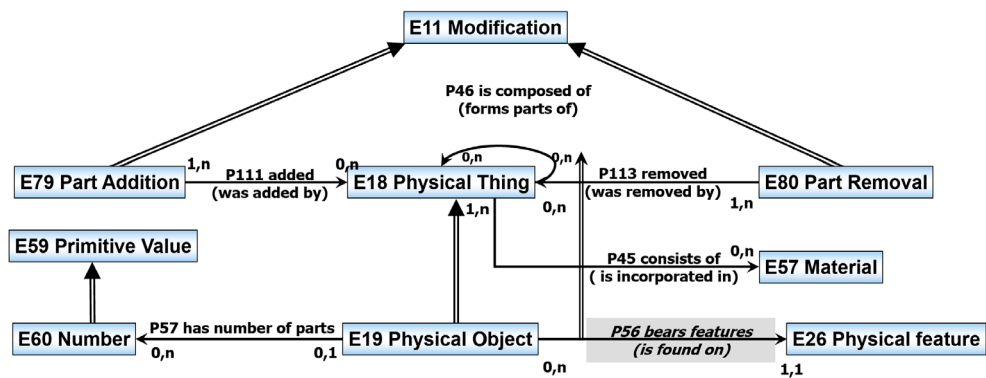 E11 Modification
P46 is composed of
(forms parts of)
1,n
0,n
0,n
0,n
E79 Part Addition
P111 added
(was added by)
E18 Physical Thing
P113 removed
(was removed by)
E80 Part Removal
1,n
0,n
1,n
E59 Primitive Value
P45 consists of
( is incorporated in)
0,n
E57 Material
E60 Number
P57 has number of parts
0,n
0,1
E19 Physical Object
P56 bears features
(is found on)
E26 Physical feature
0,n
1,1